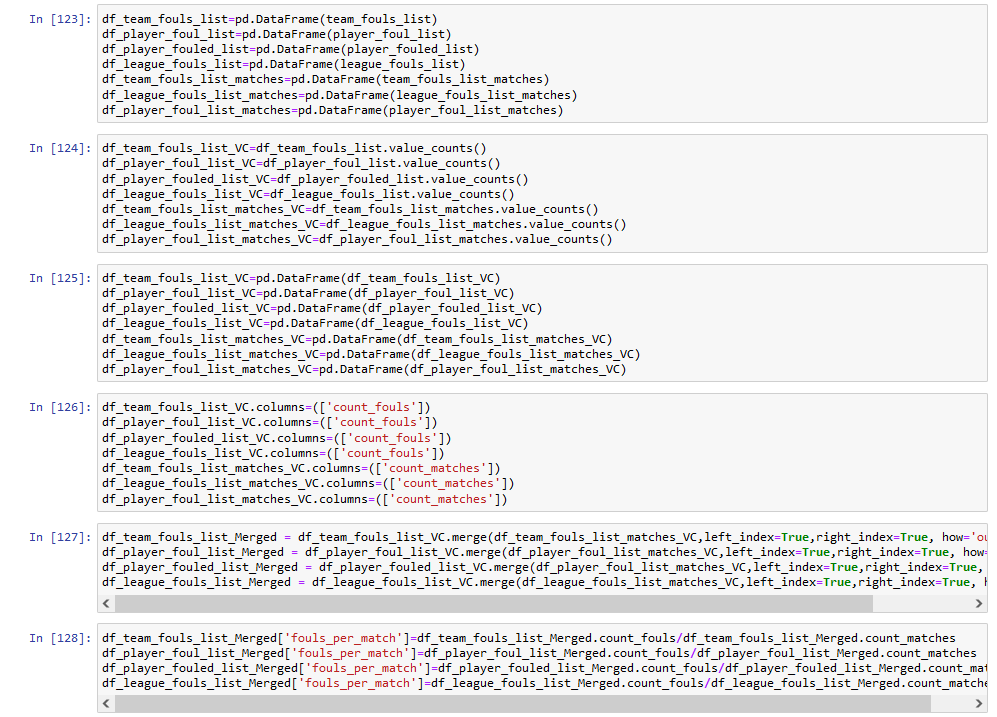 In [123]:
df_team_fouls_list=pd.DataFrame(team_fouls_list)
df_player_foul_list=pd.DataFrame(player_foul_list)
df_player_fouled_list=pd.DataFrame(player_fouled_list)
df_league_fouls_list=pd.DataFrame(league_fouls_list)
df_team_fouls_list_matches=pd.DataFrame(team_fouls_list_matches)
df_league_fouls_list_matches=pd.DataFrame(league_fouls_list_matches)
df_player_foul_list_matches=pd.DataFrame(player_foul_list_matches)
In [124]:
df_team_fouls_list_VC=df_team_fouls_list.value_counts()
df_player_foul_list_VC=df_player_foul_list.value_counts()
df_player_fouled_list_VC=df_player_fouled_list.value_counts()
df_league_fouls_list_VC=df_league_fouls_list.value_counts()
df_team_fouls_list_matches_VC=df_team_fouls_list_matches.value_counts()
df_league_fouls_list_matches_VC=df_league_fouls_list_matches.value_counts()
df_player_foul_list_matches_VC=df_player_foul_list_matches.value_counts()
In [125]:
df_team_fouls_list_VC=pd.DataFrame(df_team_fouls_list_VC)
df_player_foul_list_VC=pd.DataFrame(df_player_foul_list_VC)
df_player_fouled_list_VC=pd.DataFrame(df_player_fouled_list_VC)
df_league_fouls_list_VC=pd.DataFrame(df_league_fouls_list_VC)
df_team_fouls_list_matches_VC=pd.DataFrame(df_team_fouls_list_matches_VC)
df_league_fouls_list_matches_VC=pd.DataFrame(df_league_fouls_list_matches_VC)
df_player_foul_list_matches_VC=pd.DataFrame(df_player_foul_list_matches_VC)
In [126]:
df_team_fouls_list_VC.columns=(['count_fouls'])
df_player_foul_list_VC.columns=(['count_fouls'])
df_player_fouled_list_VC.columns=(['count_fouls'])
df_league_fouls_list_VC.columns=(['count_fouls'])
df_team_fouls_list_matches_VC.columns=(['count_matches'])
df_league_fouls_list_matches_VC.columns=(['count_matches'])
df_player_foul_list_matches_VC.columns=(['count_matches'])
In [127]:
df_team_fouls_list_Merged = df_team_fouls_list_VC.merge(df_team_fouls_list_matches_VC,left_index=True,right_index=True, how='ou
df_player_foul_list_Merged = df_player_foul_list_VC.merge(df_player_foul_list_matches_VC,left_index=True,right_index=True, how=
df_player_fouled_list_Merged = df_player_fouled_list_VC.merge(df_player_foul_list_matches_VC,left_index=True,right_index=True,
df_league_fouls_list_Merged = df_league_fouls_list_VC.merge(df_league_fouls_list_matches_VC,left_index=True,right_index=True, h
In [128]:
df_team_fouls_list_Merged['fouls_per_match']=df_team_fouls_list_Merged.count_fouls/df_team_fouls_list_Merged.count_matches
df_player_foul_list_Merged['fouls_per_match']=df_player_foul_list_Merged.count_fouls/df_player_foul_list_Merged.count_matches
df_player_fouled_list_Merged['fouls_per_match']=df_player_fouled_list_Merged.count_fouls/df_player_fouled_list_Merged.count_mat
df_league_fouls_list_Merged['fouls_per_match']=df_league_fouls_list_Merged.count_fouls/df_league_fouls_list_Merged.count_matche